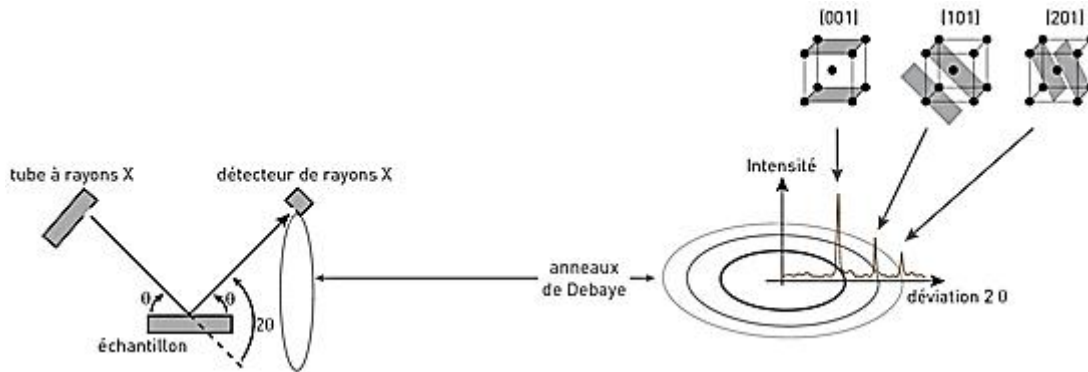 [001]
[101]
[201]
tube à rayons X
détecteur de rayons X
Intensité
θ
θ
2θ
échantillon
anneaux
de Debaye
déviation 2 θ